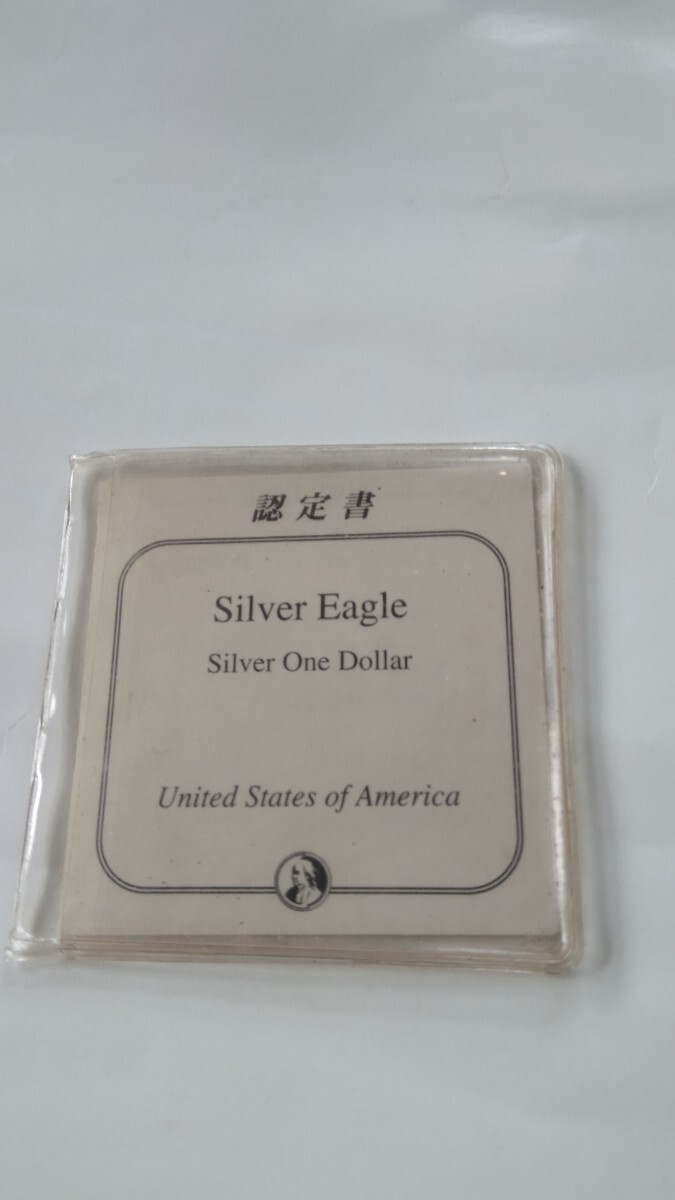 認定書
Silver Eagle
Silver One Dollar
United States of America